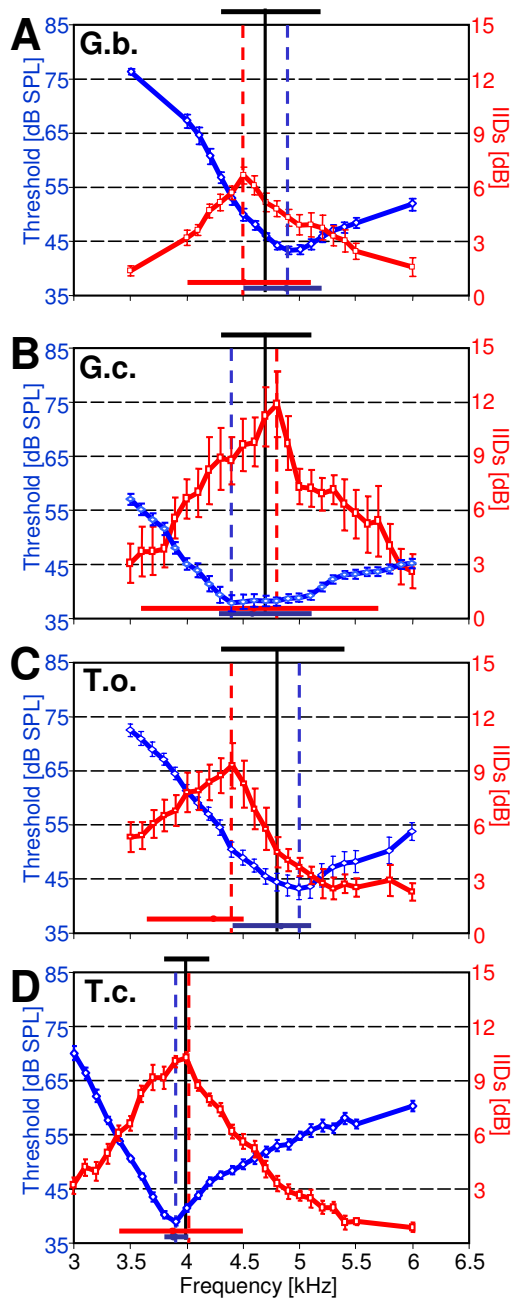 A
G.b.
85
75
65
55
45
35
Threshold [dB SPL]
15
12
9
6
3
0
IIDs [dB]
B
G.c.
85
75
65
55
45
35
Threshold [dB SPL]
15
12
9
6
3
0
IIDs [dB]
C
T.o.
85
75
65
55
45
35
Threshold [dB SPL]
15
12
9
6
3
0
IIDs [dB]
D
T.c.
85
75
65
55
45
35
Threshold [dB SPL]
15
12
9
6
3
IIDs [dB]
3 3.5 4 4.5 5 5.5 6 6.5
Frequency [kHz]